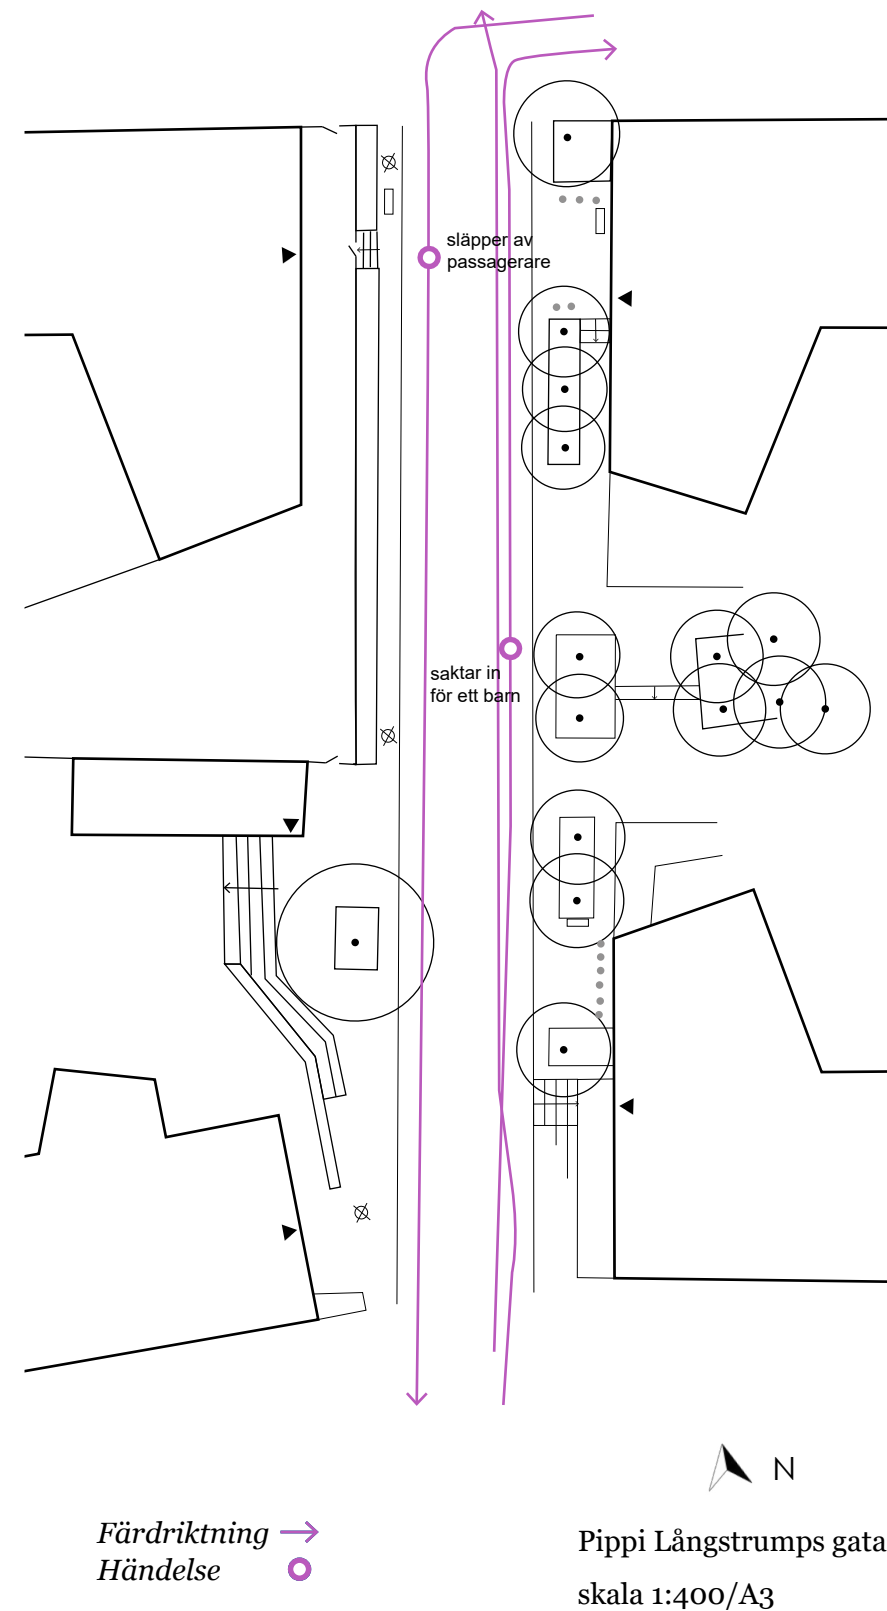 släpper av
passagerare
saktar in
för ett barn
N
Färdriktning
Händelse
Pippi Långstrumps gata
skala 1:400/A3